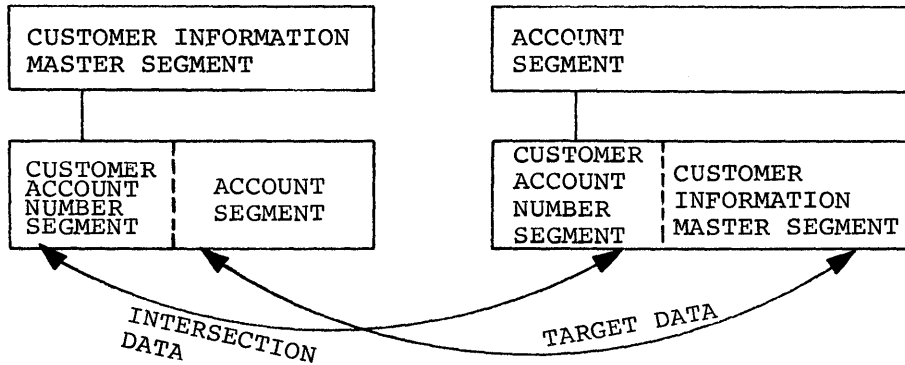 CUSTOMER INFORMATION
MASTER SEGMENT
ACCOUNT
SEGMENT
CUSTOMER
ACCOUNT
NUMBER
SEGMENT
ACCOUNT
SEGMENT
CUSTOMER
ACCOUNT
NUMBER
SEGMENT
CUSTOMER
INFORMATION
MASTER SEGMENT
INTERSECTION
DATA
TARGET DATA